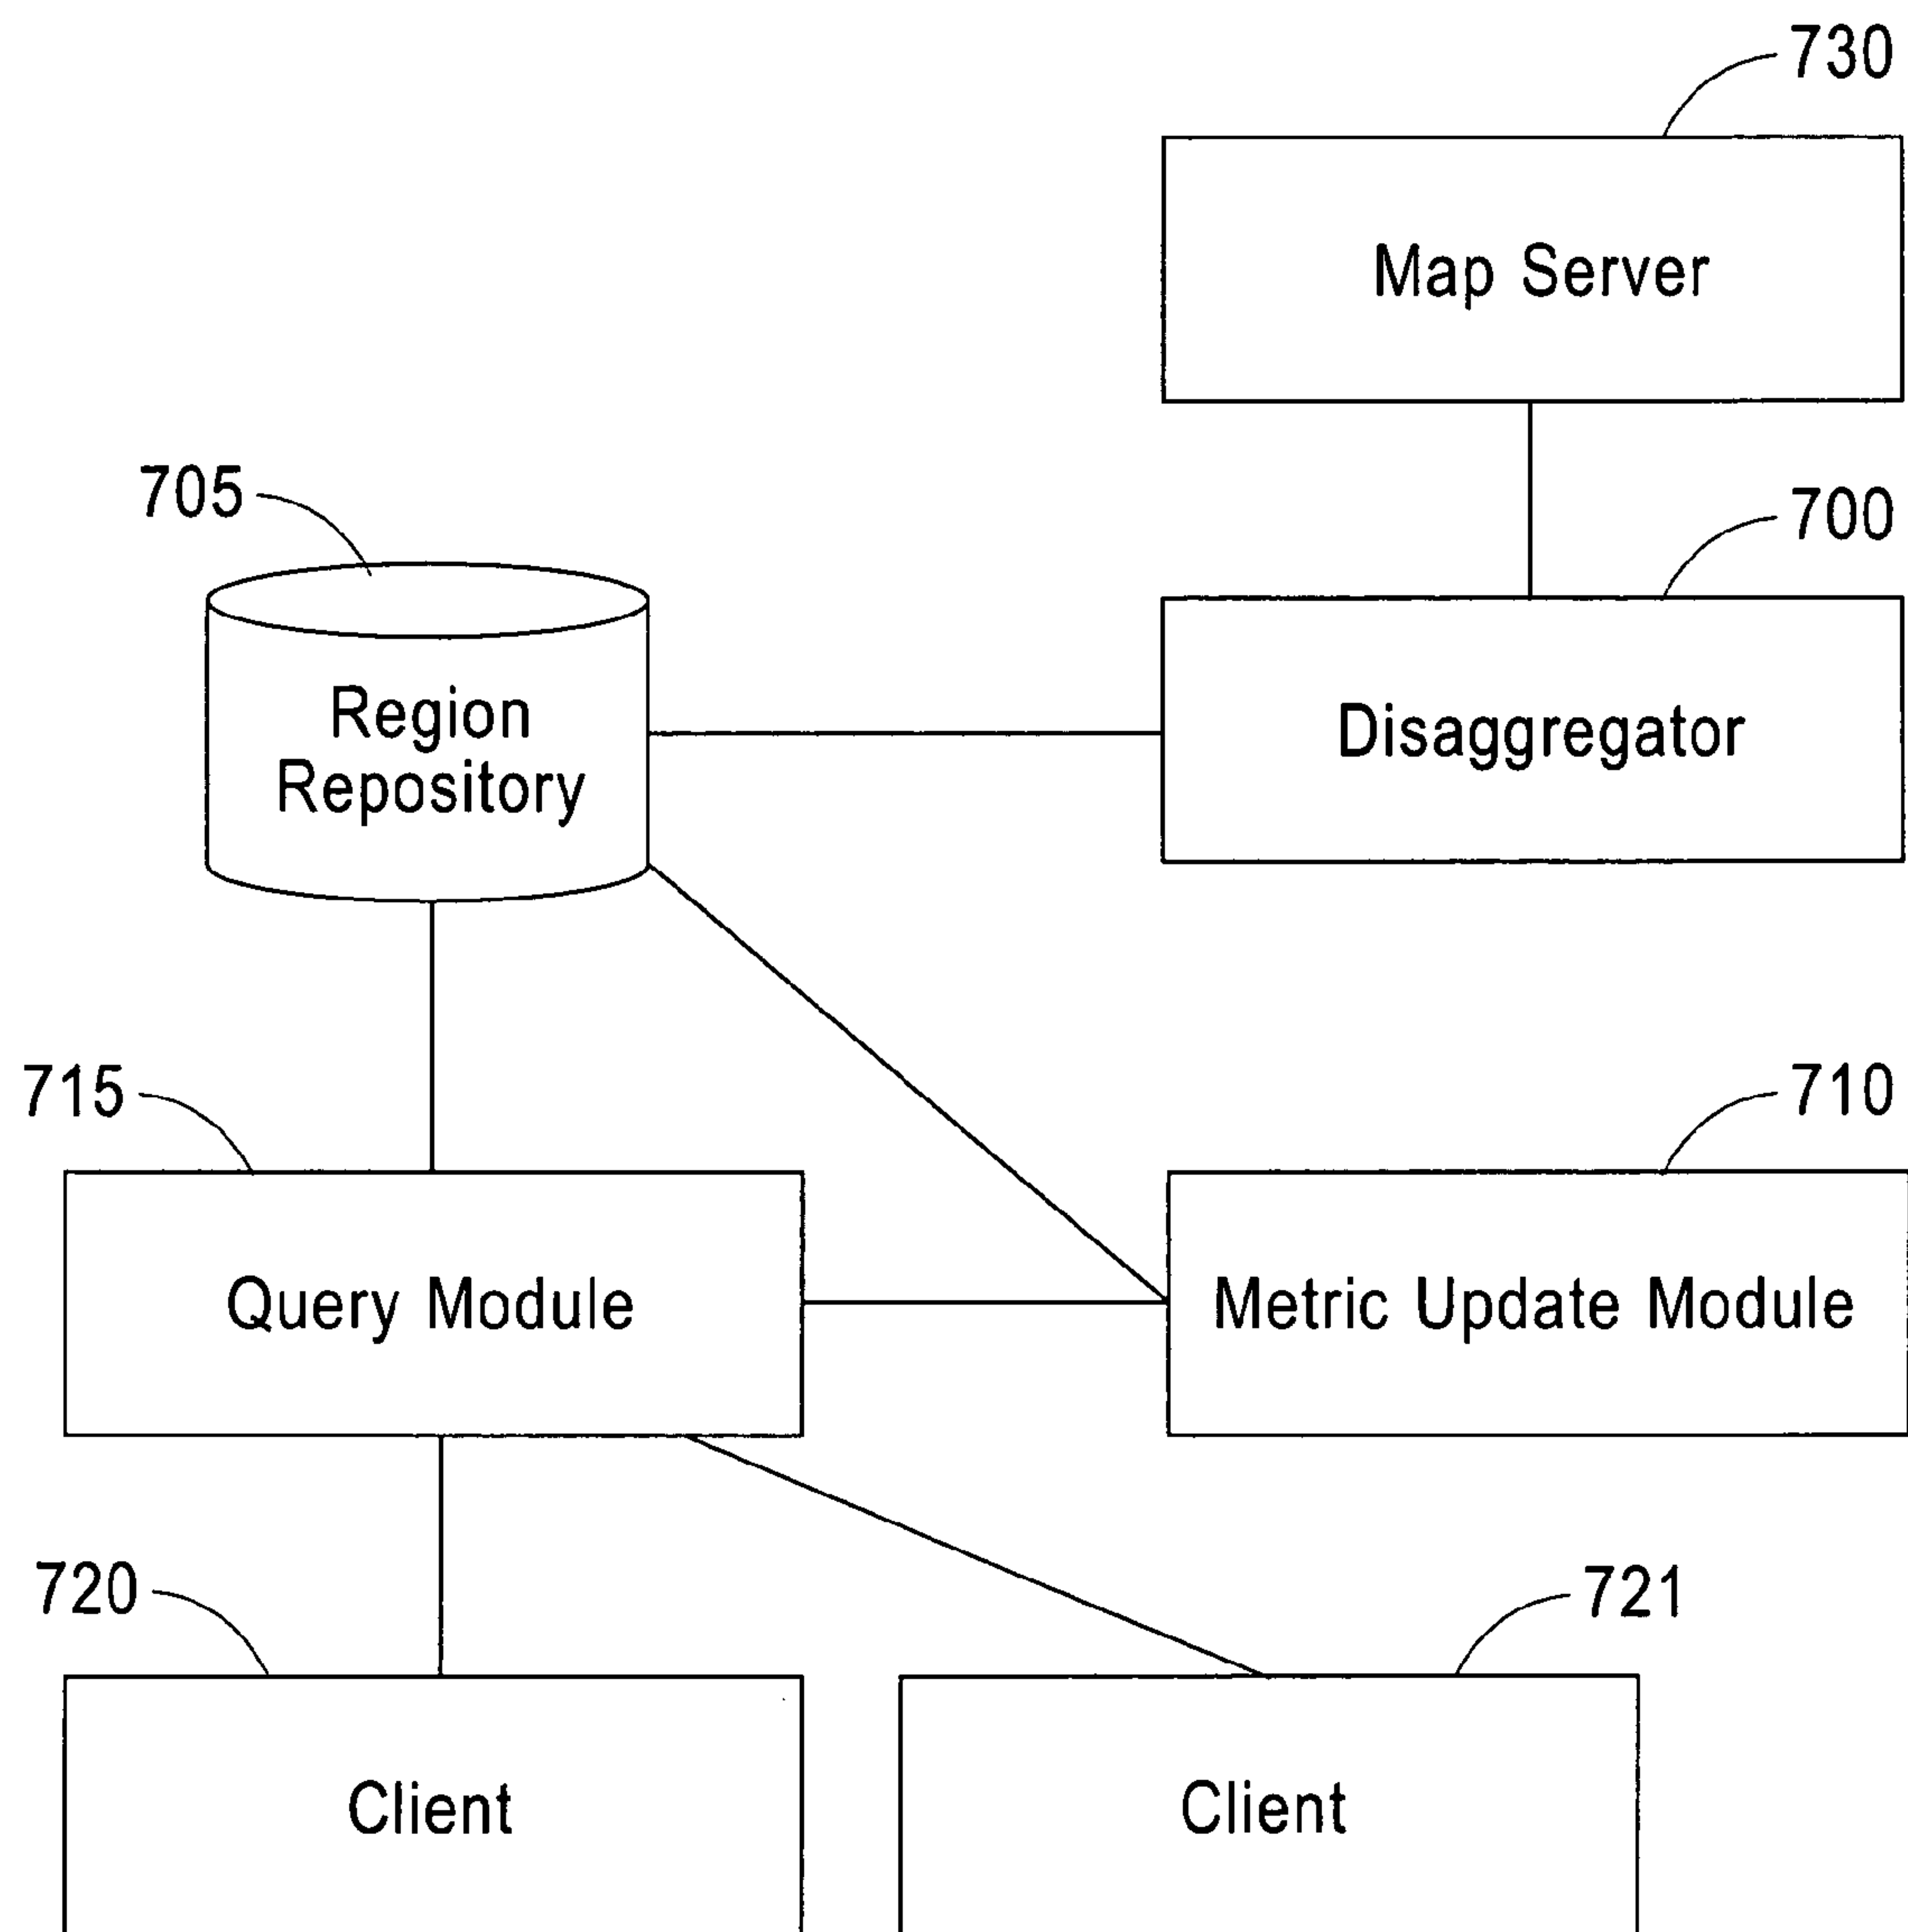 730
Map Server
705
700
Region
Repository
Disaggregator
715
710
Query Module
Metric Update Module
720
721
Client
Client